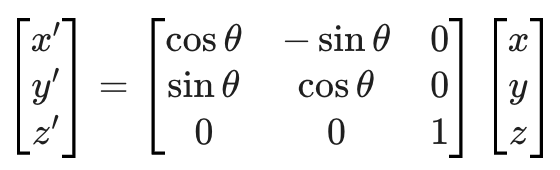 x′ = cos θ − sin θ 0 x
y′ = sin θ cos θ 0 y
z′ 0 0 1 z